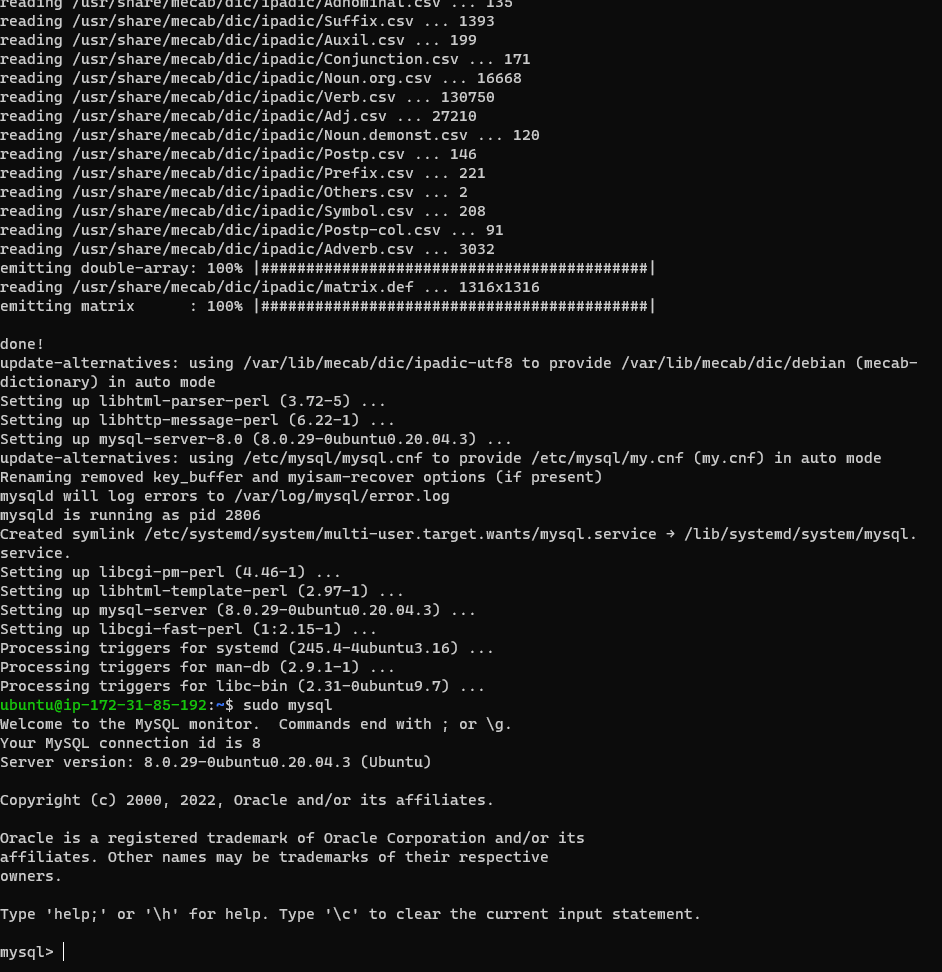 reading /usr/share/mecab/dic/ipadic/Adnominal.csv ... 135
reading /usr/share/mecab/dic/ipadic/Suffix.csv ... 1393
reading /usr/share/mecab/dic/ipadic/Auxil.csv ... 199
reading /usr/share/mecab/dic/ipadic/Conjunction.csv ... 171
reading /usr/share/mecab/dic/ipadic/Noun.org.csv ... 16668
reading /usr/share/mecab/dic/ipadic/Verb.csv ... 130750
reading /usr/share/mecab/dic/ipadic/Adj.csv ... 27210
reading /usr/share/mecab/dic/ipadic/Noun.demonst.csv ... 120
reading /usr/share/mecab/dic/ipadic/Postp.csv ... 146
reading /usr/share/mecab/dic/ipadic/Prefix.csv ... 221
reading /usr/share/mecab/dic/ipadic/Others.csv ... 2
reading /usr/share/mecab/dic/ipadic/Symbol.csv ... 208
reading /usr/share/mecab/dic/ipadic/Postp-col.csv ... 91
reading /usr/share/mecab/dic/ipadic/Adverb.csv ... 3032
emitting double-array: 100% |###########################################|
reading /usr/share/mecab/dic/ipadic/matrix.def ... 1316x1316
emitting matrix      : 100% |###########################################|

done!
update-alternatives: using /var/lib/mecab/dic/ipadic-utf8 to provide /var/lib/mecab/dic/debian (mecab-
dictionary) in auto mode
Setting up libhtml-parser-perl (3.72-5) ...
Setting up libhttp-message-perl (6.22-1) ...
Setting up mysql-server-8.0 (8.0.29-0ubuntu0.20.04.3) ...
update-alternatives: using /etc/mysql/mysql.cnf to provide /etc/mysql/my.cnf (my.cnf) in auto mode
Renaming removed key_buffer and myisam-recover options (if present)
mysqld will log errors to /var/log/mysql/error.log
mysqld is running as pid 2806
Created symlink /etc/systemd/system/multi-user.target.wants/mysql.service → /lib/systemd/system/mysql.
service.
Setting up libcgi-pm-perl (4.46-1) ...
Setting up libhtml-template-perl (2.97-1) ...
Setting up mysql-server (8.0.29-0ubuntu0.20.04.3) ...
Setting up libcgi-fast-perl (1:2.15-1) ...
Processing triggers for systemd (245.4-4ubuntu3.16) ...
Processing triggers for man-db (2.9.1-1) ...
Processing triggers for libc-bin (2.31-0ubuntu9.7) ...
ubuntu@ip-172-31-85-192:~$ sudo mysql
Welcome to the MySQL monitor.  Commands end with ; or \g.
Your MySQL connection id is 8
Server version: 8.0.29-0ubuntu0.20.04.3 (Ubuntu)

Copyright (c) 2000, 2022, Oracle and/or its affiliates.

Oracle is a registered trademark of Oracle Corporation and/or its
affiliates. Other names may be trademarks of their respective
owners.

Type 'help;' or '\h' for help. Type '\c' to clear the current input statement.

mysql>